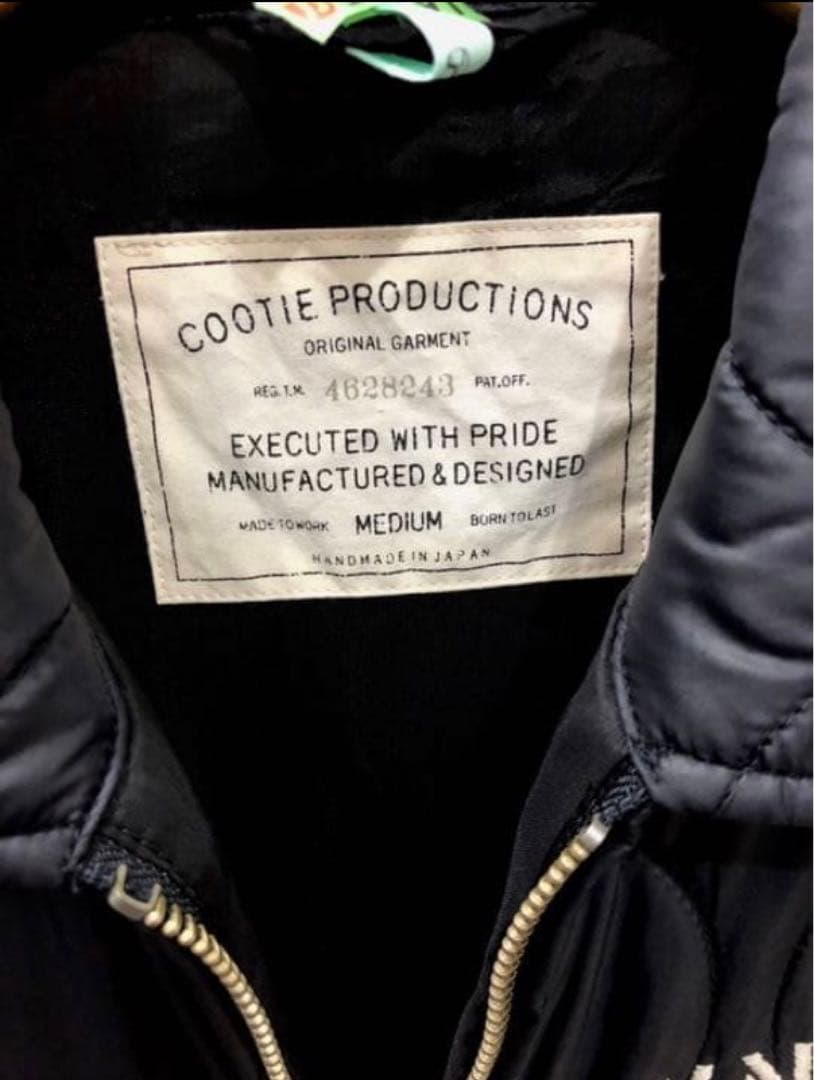 COOTIE PRODUCTIONS
ORIGINAL GARMENT
REG. T.M. 4628243 PAT.OFF.
EXECUTED WITH PRIDE
MANUFACTURED & DESIGNED
MADE TO WORK MEDIUM BORN TO LAST
HANDMADE IN JAPAN